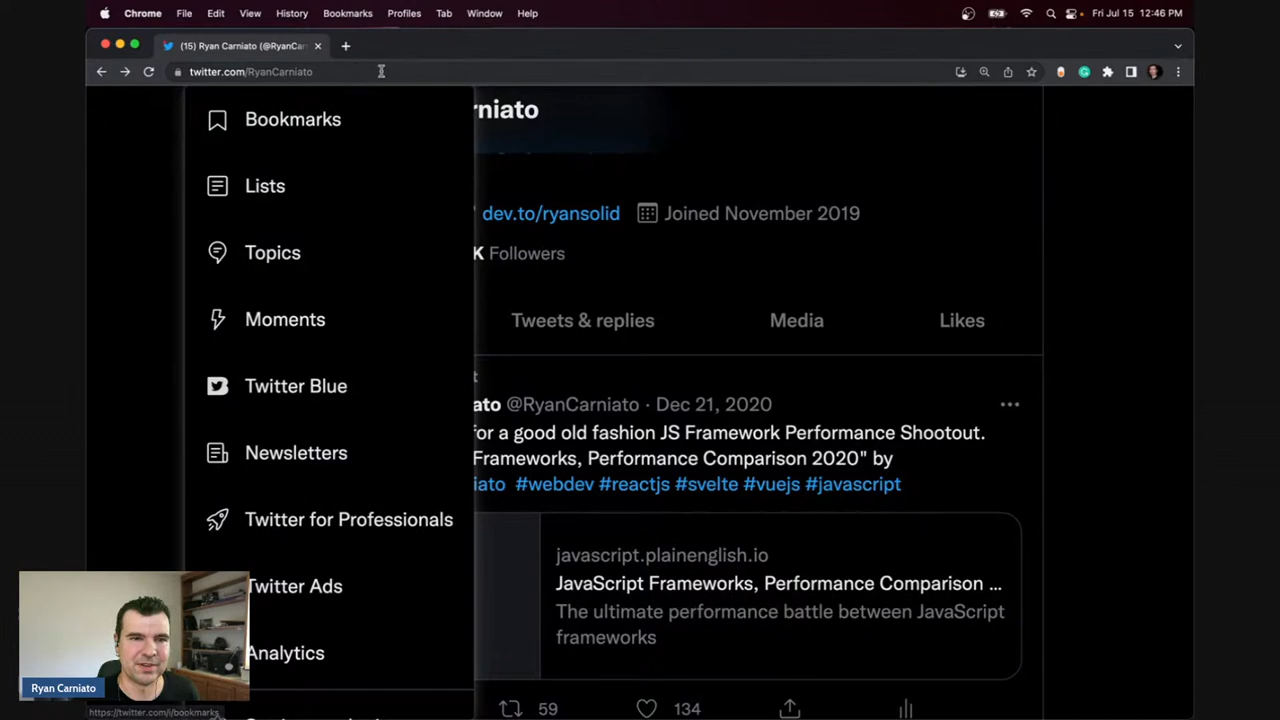 Chrome File Edit View History Bookmarks Profiles Tab Window Help Fri Jul 15 12:46 PM
(15) Ryan Carniato (@RyanCar
twitter.com/RyanCarniato
Bookmarks
Lists
Topics
Moments
Twitter Blue
Newsletters
Twitter for Professionals
Twitter Ads
Analytics
rniato
dev.to/ryansolid Joined November 2019
K Followers
Tweets & replies Media Likes
ato @RyanCarniato · Dec 21, 2020
for a good old fashion JS Framework Performance Shootout.
Frameworks, Performance Comparison 2020" by
iato #webdev #reactjs #svelte #vuejs #javascript
javascript.plainenglish.io
JavaScript Frameworks, Performance Comparison ...
The ultimate performance battle between JavaScript
frameworks
59 134
Ryan Carniato
https://twitter.com/i/bookmarks